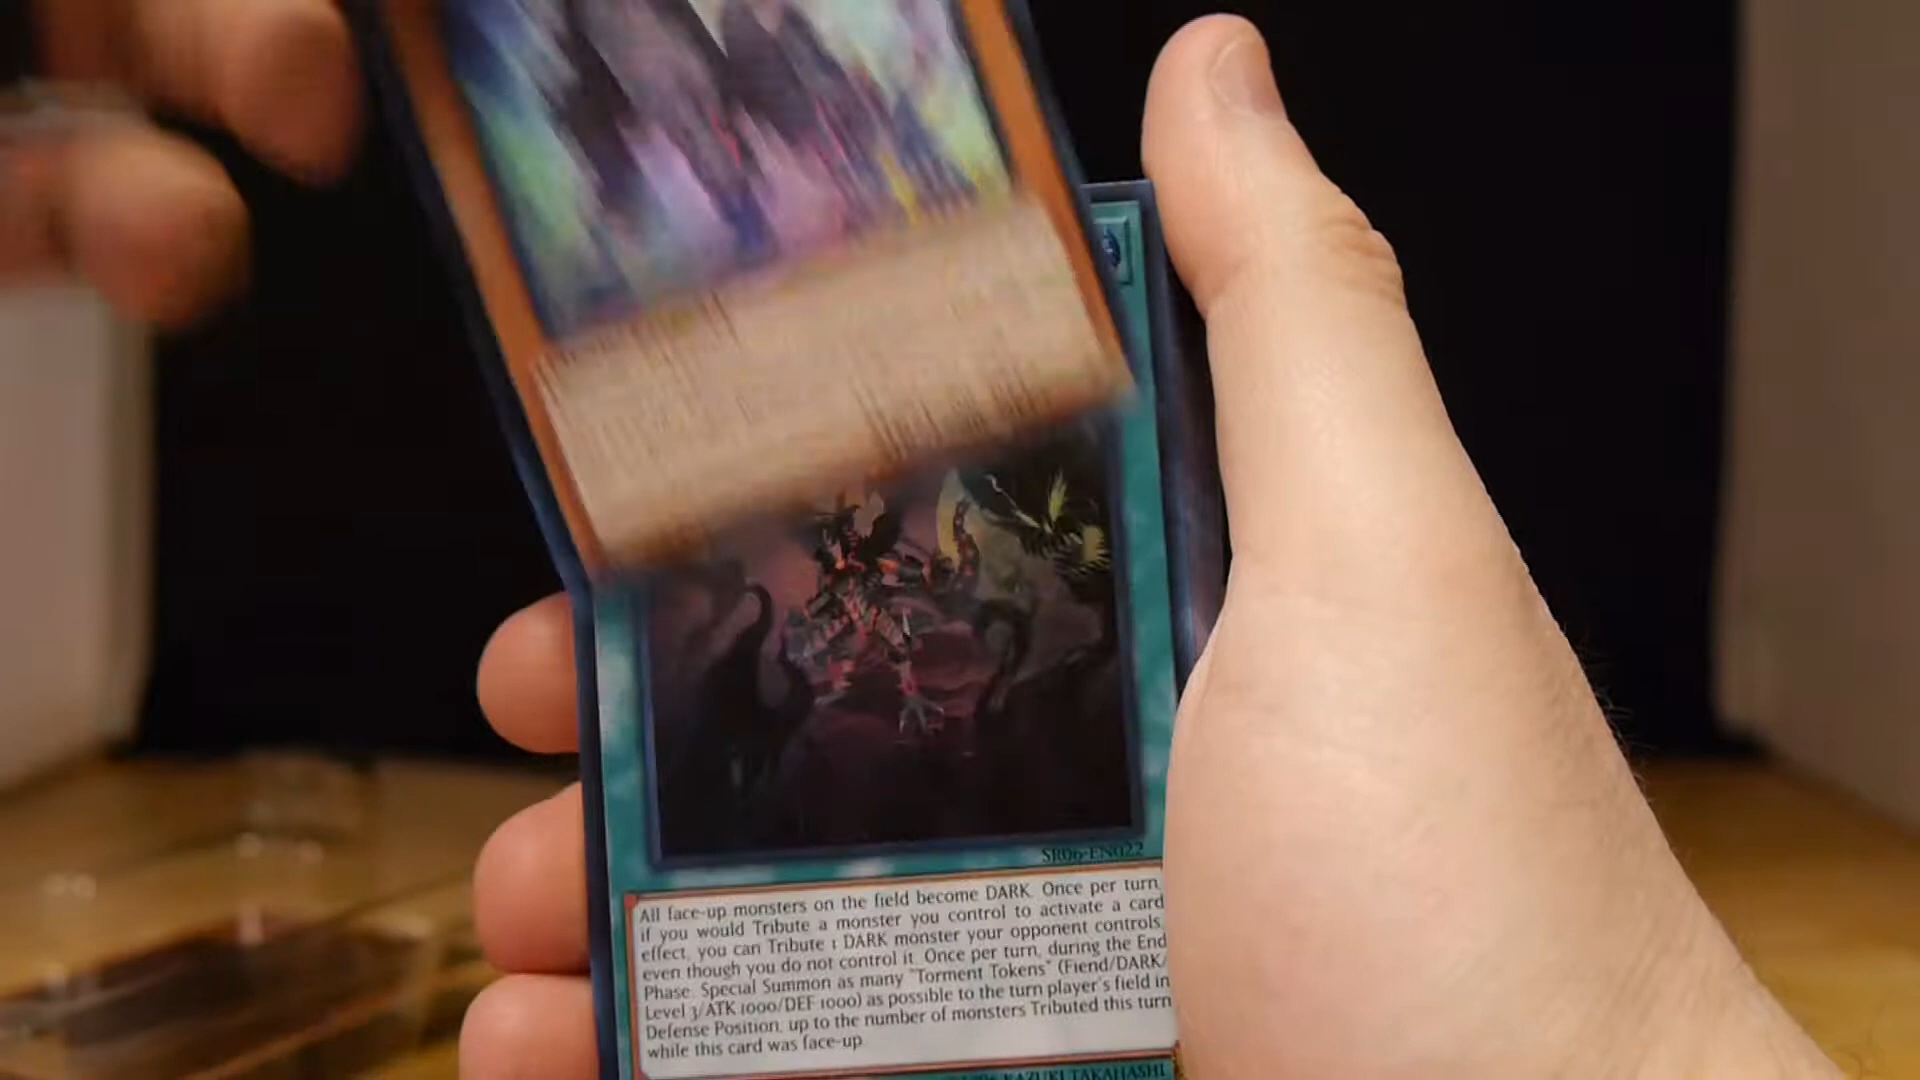 SR06-EN022
All face-up monsters on the field become DARK. Once per turn,
if you would Tribute a monster you control to activate a card
effect, you can Tribute 1 DARK monster your opponent controls,
even though you do not control it. Once per turn, during the End
Phase: Special Summon as many "Torment Tokens" (Fiend/DARK/
Level 3/ATK 1000/DEF 1000) as possible to the turn player's field in
Defense Position, up to the number of monsters Tributed this turn
while this card was face-up.
KAZUKI TAKAHASHI